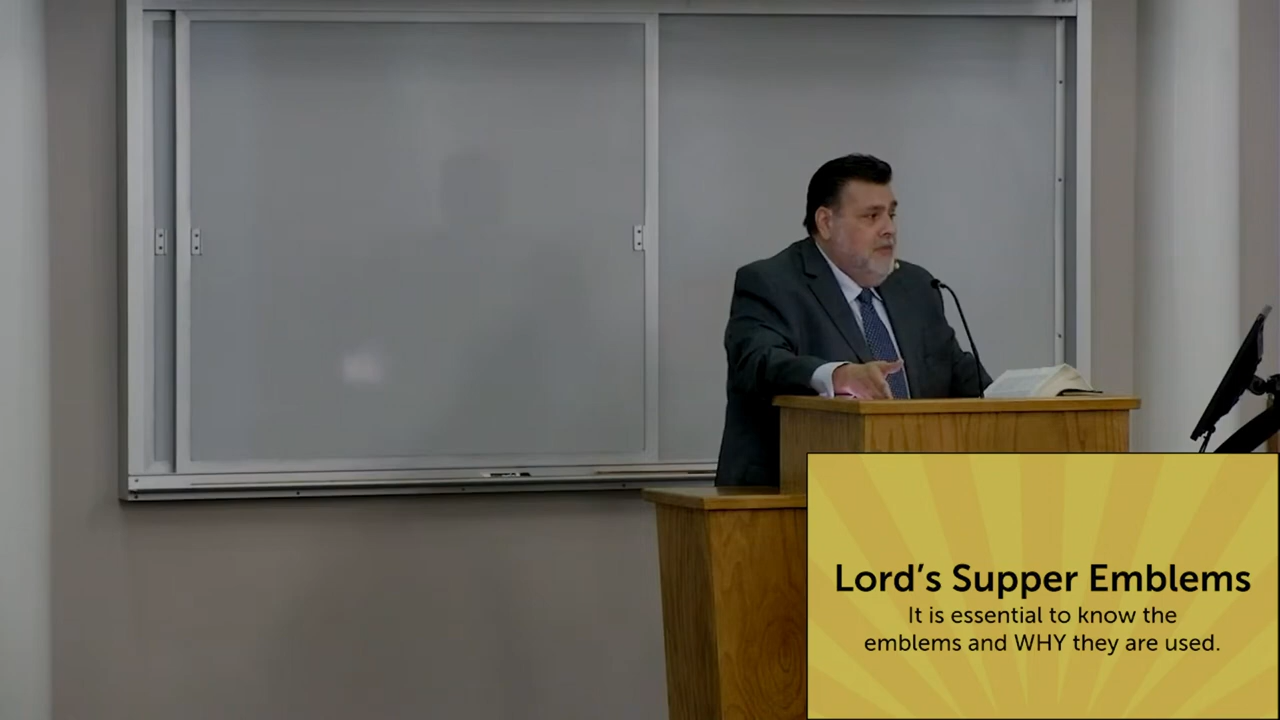 Lord's Supper Emblems
It is essential to know the
emblems and WHY they are used.